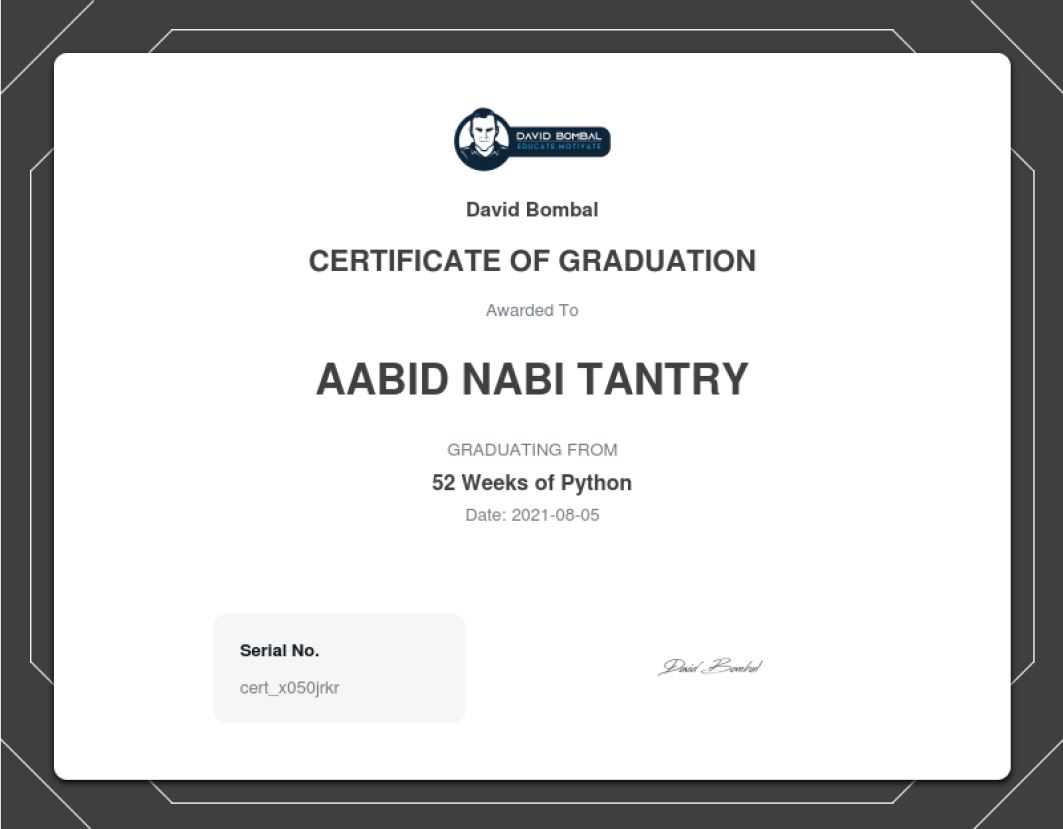 DAVID BOMBAL
EDUCATE MOTIVATE
David Bombal
CERTIFICATE OF GRADUATION
Awarded To
AABID NABI TANTRY
GRADUATING FROM
52 Weeks of Python
Date: 2021-08-05
Serial No.
cert_x050jrkr
David Bombal